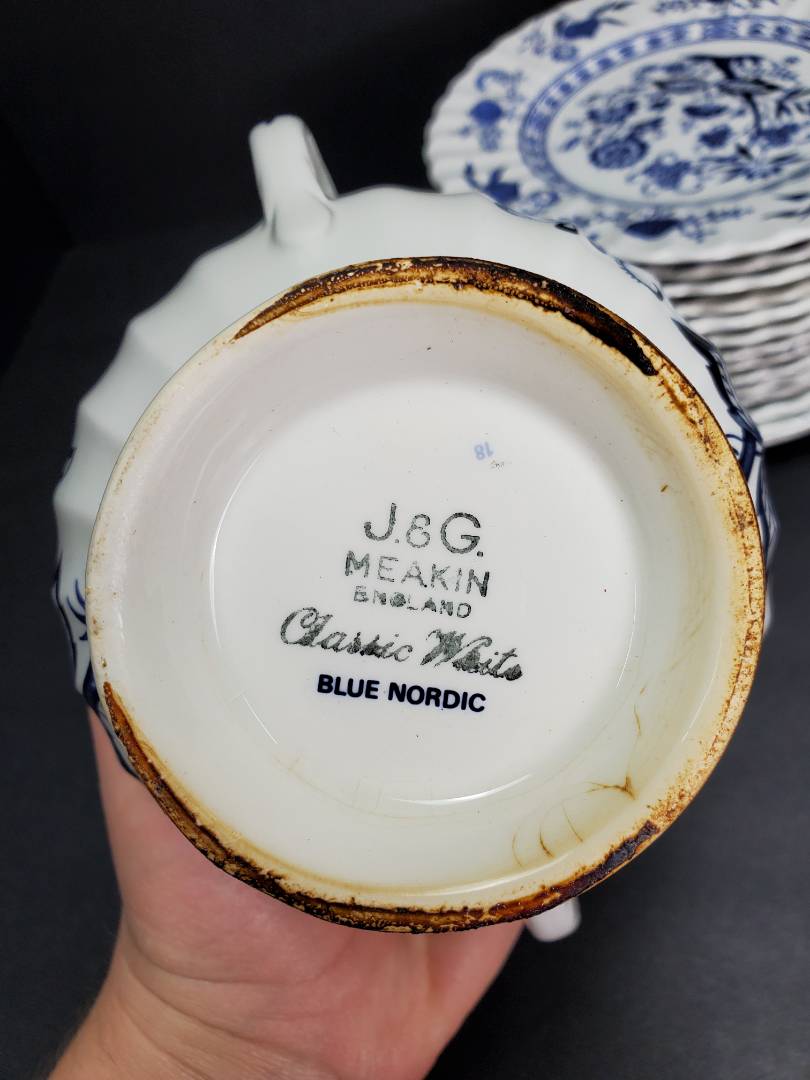 18
J.&G.
MEAKIN
ENGLAND
Classic White
BLUE NORDIC